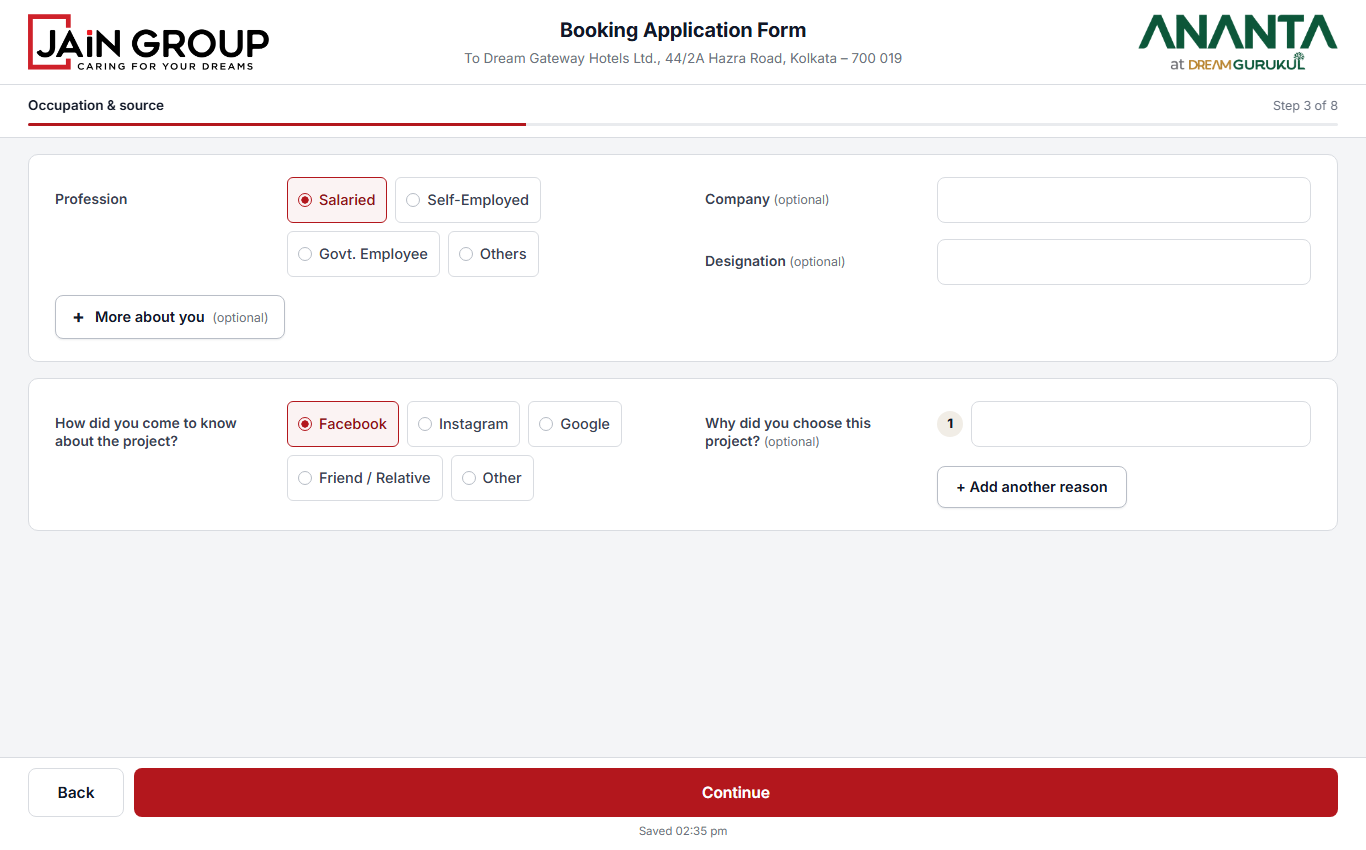 JAiN GROUP
CARING FOR YOUR DREAMS
Booking Application Form
To Dream Gateway Hotels Ltd., 44/2A Hazra Road, Kolkata – 700 019
ANANTA
at DREAM GURUKUL
Occupation & source
Step 3 of 8
Profession
Salaried
Self-Employed
Govt. Employee
Others
Company (optional)
Designation (optional)
+ More about you (optional)
How did you come to know
about the project?
Facebook
Instagram
Google
Friend / Relative
Other
Why did you choose this
project? (optional)
1
+ Add another reason
Back
Continue
Saved 02:35 pm